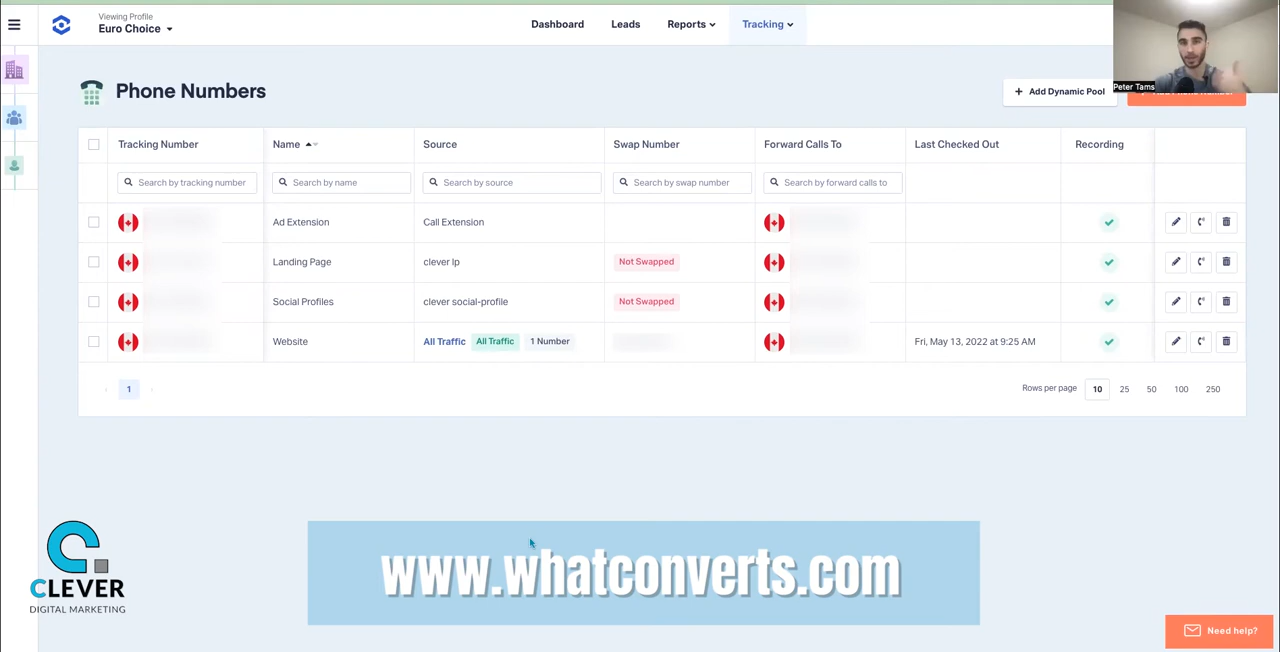 Viewing Profile
Euro Choice
Dashboard
Leads
Reports
Tracking
Peter Tams
Phone Numbers
+ Add Dynamic Pool
Tracking Number
Name
Source
Swap Number
Forward Calls To
Last Checked Out
Recording
Search by tracking number
Search by name
Search by source
Search by swap number
Search by forward calls to
Ad Extension
Call Extension
Landing Page
clever lp
Not Swapped
Social Profiles
clever social-profile
Not Swapped
Website
All Traffic
All Traffic
1 Number
Fri, May 13, 2022 at 9:25 AM
1
Rows per page
10
25
50
100
250
www.whatconverts.com
CLEVER
DIGITAL MARKETING
Need help?